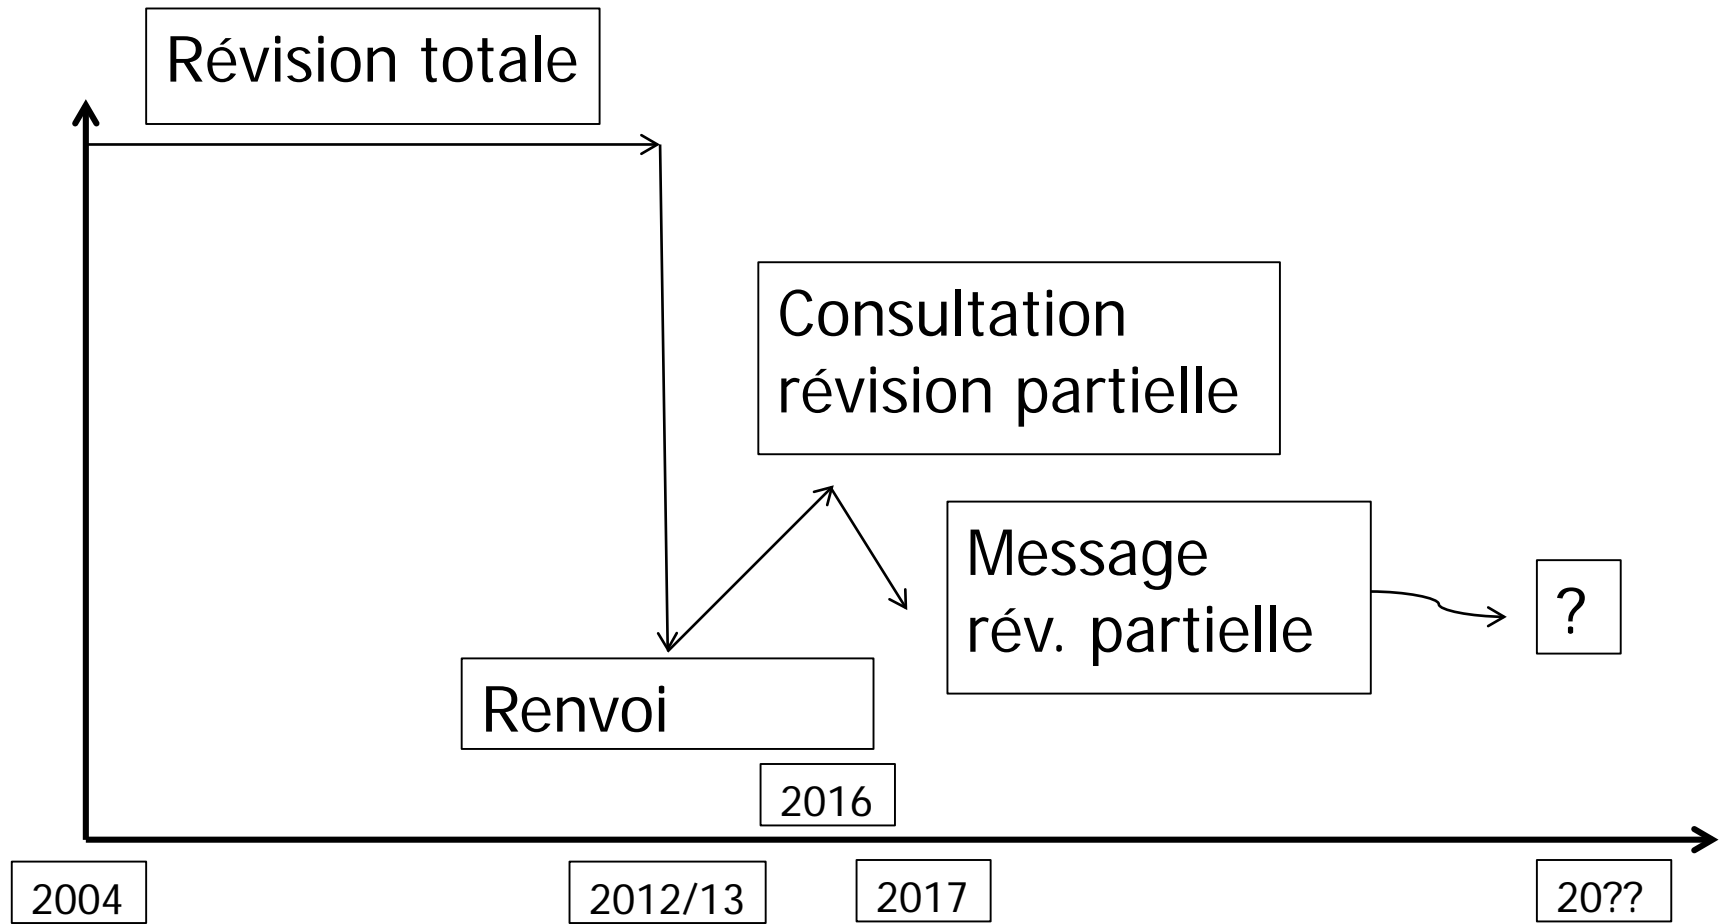 Révision totale
Consultation
révision partielle
Message
rév. partielle
?
Renvoi
2016
2004
2012/13
2017
20??